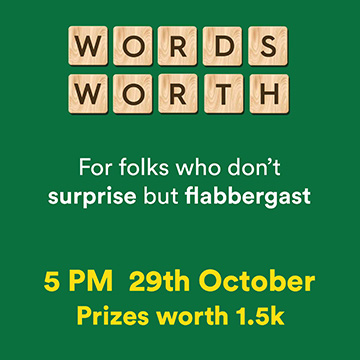 WORDS
WORTH
For folks who don’t
surprise but flabbergast
5 PM 29th October
Prizes worth 1.5k